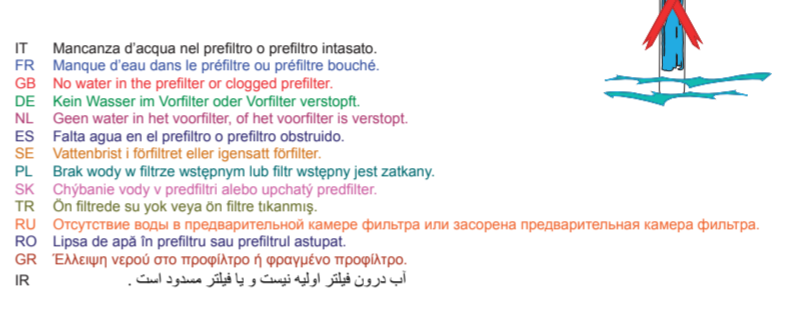 IT Mancanza d'acqua nel prefiltro o prefiltro intasato.
FR Manque d'eau dans le préfiltre ou préfiltre bouché.
GB No water in the prefilter or clogged prefilter.
DE Kein Wasser im Vorfilter oder Vorfilter verstopft.
NL Geen water in het voorfilter, of het voorfilter is verstopt.
ES Falta agua en el prefiltro o prefiltro obstruido.
SE Vattenbrist i förfiltret eller igensatt förfilter.
PL Brak wody w filtrze wstępnym lub filtr wstępny jest zatkany.
SK Chýbanie vody v predfiltri alebo upchatý predfilter.
TR Ön filtrede su yok veya ön filtre tıkanmış.
RU Отсутствие воды в предварительной камере фильтра или засорена предварительная камера фильтра.
RO Lipsa de apă în prefiltru sau prefiltrul astupat.
GR Έλλειψη νερού στο προφίλτρο ή φραγμένο προφίλτρο.
IR آب درون فیلتر اولیه نیست و یا فیلتر مسدود است .